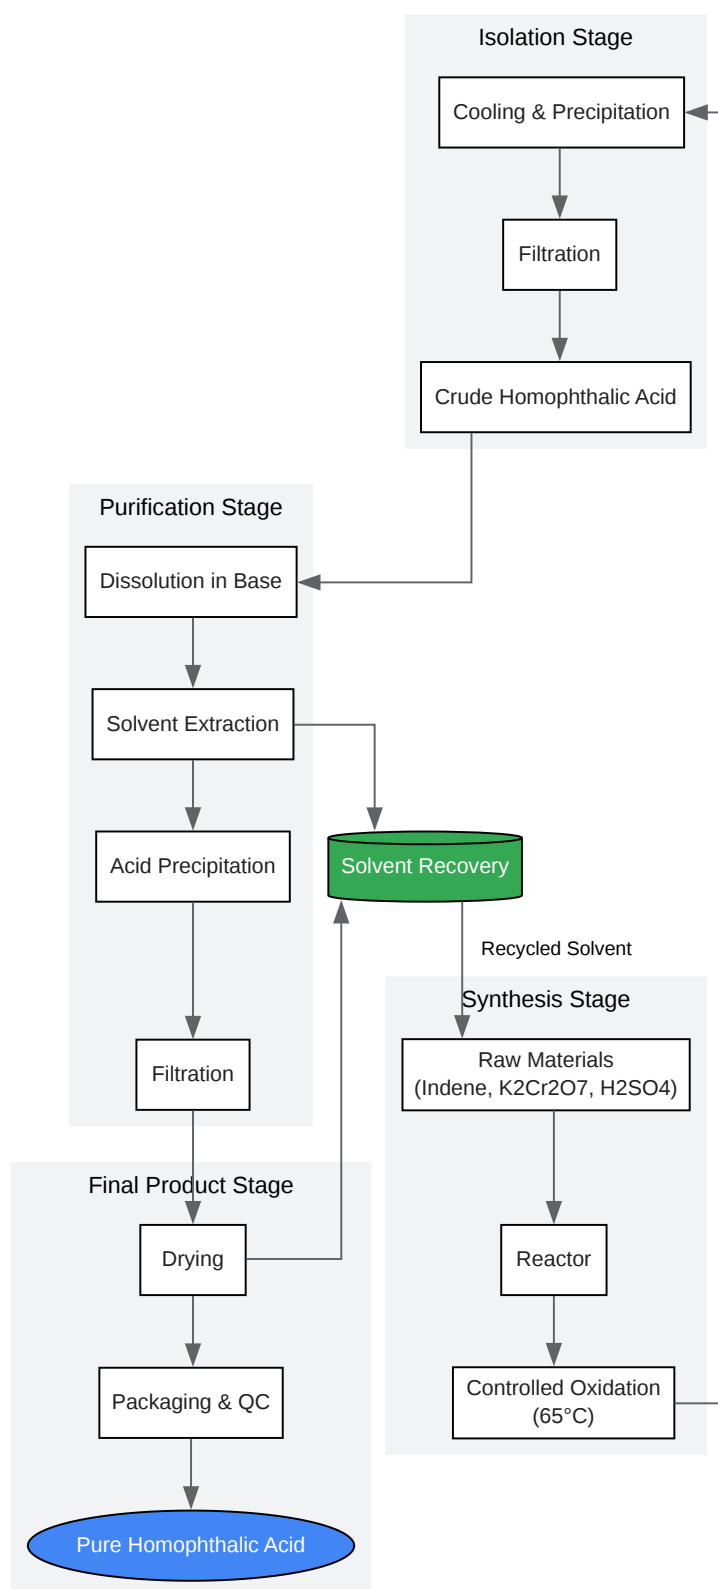 Isolation Stage
Cooling & Precipitation
Filtration
Crude Homophthalic Acid
Purification Stage
Dissolution in Base
Solvent Extraction
Acid Precipitation
Solvent Recovery
Recycled Solvent
Synthesis Stage
Raw Materials
(Indene, K2Cr2O7, H2SO4)
Filtration
Final Product Stage
Drying
Reactor
Packaging & QC
Controlled Oxidation
(65°C)
Pure Homophthalic Acid